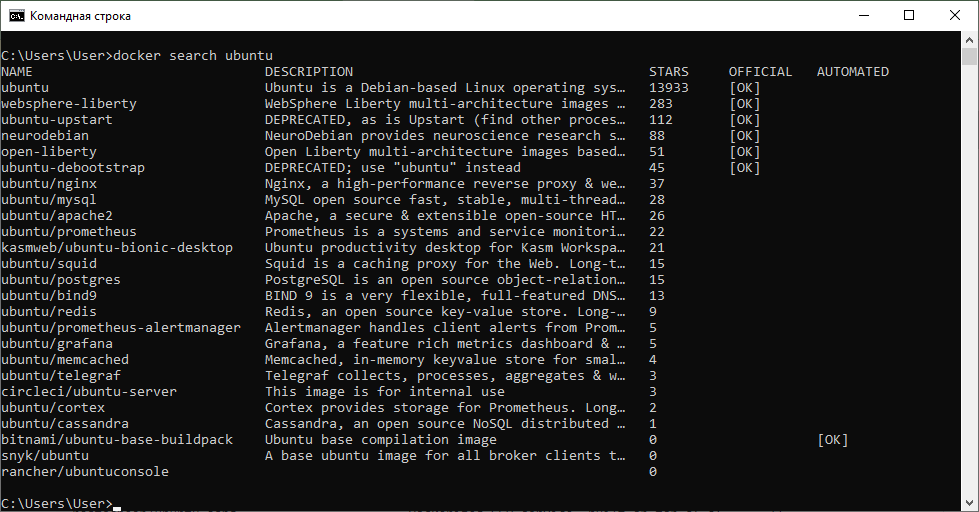 Командная строка
C:\Users\User>docker search ubuntu
NAME DESCRIPTION STARS OFFICIAL AUTOMATED
ubuntu Ubuntu is a Debian-based Linux operating sys… 13933 [OK]
websphere-liberty WebSphere Liberty multi-architecture images … 283 [OK]
ubuntu-upstart DEPRECATED, as is Upstart (find other proces… 112 [OK]
neurodebian NeuroDebian provides neuroscience research s… 88 [OK]
open-liberty Open Liberty multi-architecture images based… 51 [OK]
ubuntu-debootstrap DEPRECATED; use "ubuntu" instead 45 [OK]
ubuntu/nginx Nginx, a high-performance reverse proxy & we… 37
ubuntu/mysql MySQL open source fast, stable, multi-thread… 28
ubuntu/apache2 Apache, a secure & extensible open-source HT… 26
ubuntu/prometheus Prometheus is a systems and service monitori… 22
kasmweb/ubuntu-bionic-desktop Ubuntu productivity desktop for Kasm Workspa… 21
ubuntu/squid Squid is a caching proxy for the Web. Long-t… 15
ubuntu/postgres PostgreSQL is an open source object-relation… 15
ubuntu/bind9 BIND 9 is a very flexible, full-featured DNS… 13
ubuntu/redis Redis, an open source key-value store. Long-… 9
ubuntu/prometheus-alertmanager Alertmanager handles client alerts from Prom… 5
ubuntu/grafana Grafana, a feature rich metrics dashboard & … 5
ubuntu/memcached Memcached, in-memory keyvalue store for smal… 4
ubuntu/telegraf Telegraf collects, processes, aggregates & w… 3
circleci/ubuntu-server This image is for internal use 3
ubuntu/cortex Cortex provides storage for Prometheus. Long… 2
ubuntu/cassandra Cassandra, an open source NoSQL distributed … 1
bitnami/ubuntu-base-buildpack Ubuntu base compilation image 0 [OK]
snyk/ubuntu A base ubuntu image for all broker clients t… 0
rancher/ubuntuconsole 0
C:\Users\User>